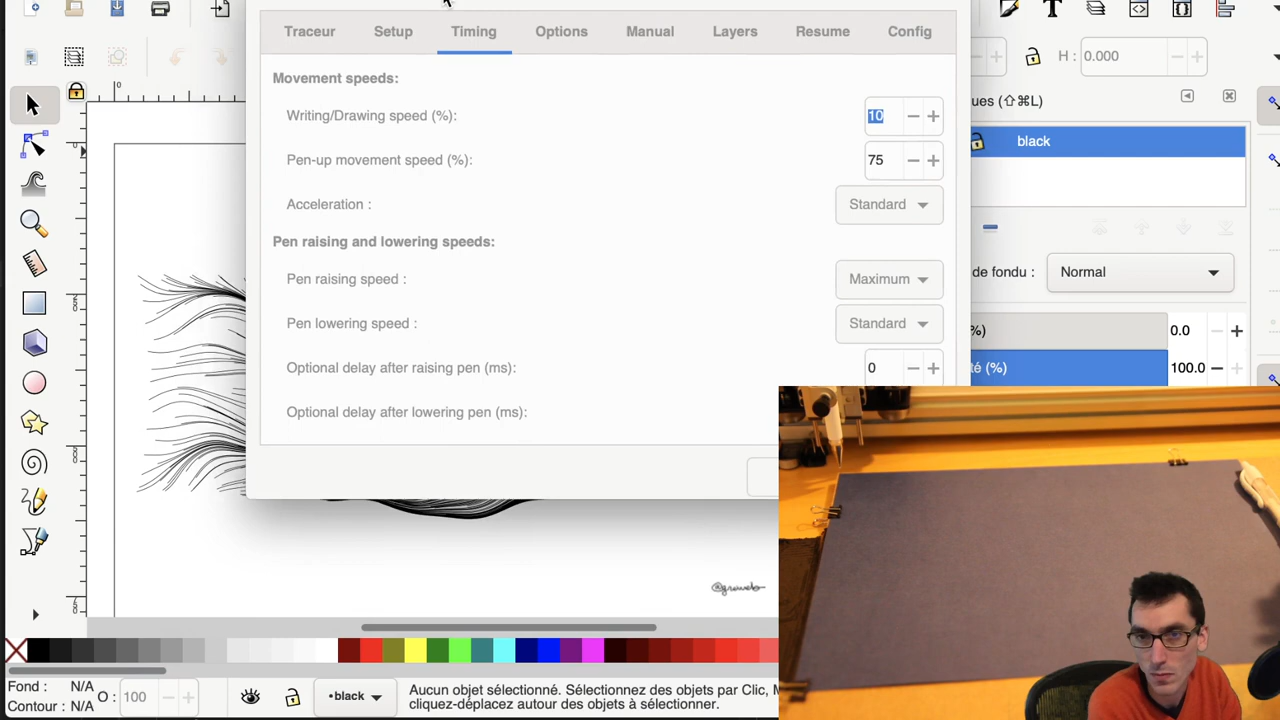 H : 0.000
Traceur Setup Timing Options Manual Layers Resume Config
Movement speeds:
ues (⇧⌘L)
Writing/Drawing speed (%): 10
black
Pen-up movement speed (%): 75
Acceleration : Standard
Pen raising and lowering speeds:
de fondu : Normal
Pen raising speed : Maximum
Pen lowering speed : Standard
%) 0.0
Optional delay after raising pen (ms): 0
té (%) 100.0
Optional delay after lowering pen (ms):
Fond : N/A
Contour : N/A
O : 100
•black
Aucun objet sélectionné. Sélectionnez des objets par Clic, M
cliquez-déplacez autour des objets à sélectionner.